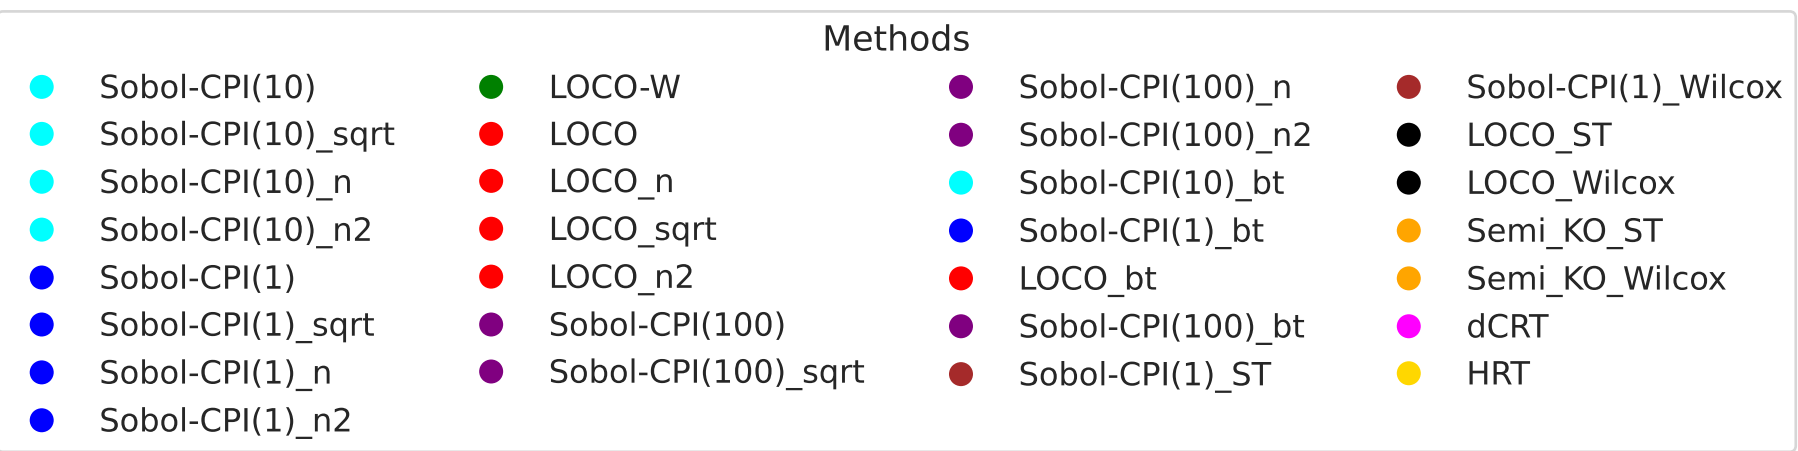 Methods
Sobol-CPI(10)
Sobol-CPI(10)_sqrt
Sobol-CPI(10)_n
Sobol-CPI(10)_n2
Sobol-CPI(1)
Sobol-CPI(1)_sqrt
Sobol-CPI(1)_n
Sobol-CPI(1)_n2
LOCO-W
LOCO
LOCO_n
LOCO_sqrt
LOCO_n2
Sobol-CPI(100)
Sobol-CPI(100)_sqrt
Sobol-CPI(100)_n
Sobol-CPI(100)_n2
Sobol-CPI(10)_bt
Sobol-CPI(1)_bt
LOCO_bt
Sobol-CPI(100)_bt
Sobol-CPI(1)_ST
Sobol-CPI(1)_Wilcox
LOCO_ST
LOCO_Wilcox
Semi_KO_ST
Semi_KO_Wilcox
dCRT
HRT